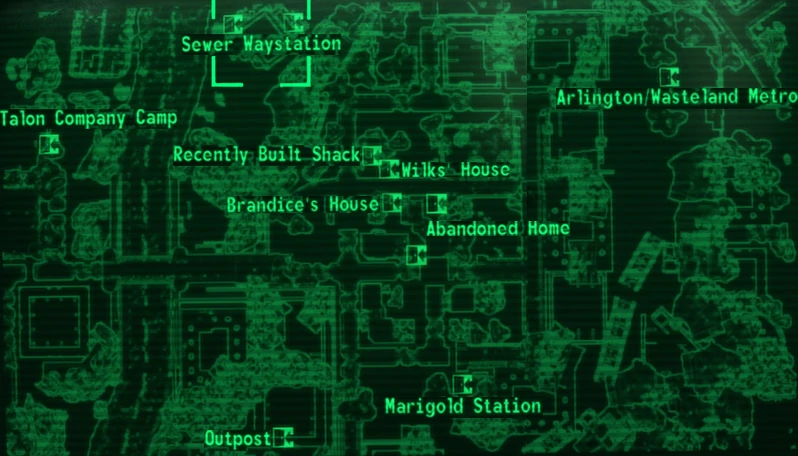 Sewer Waystation
Arlington/Wasteland Metro
Talon Company Camp
Recently Built Shack
Wilks' House
Brandice's House
Abandoned Home
Marigold Station
Outpost